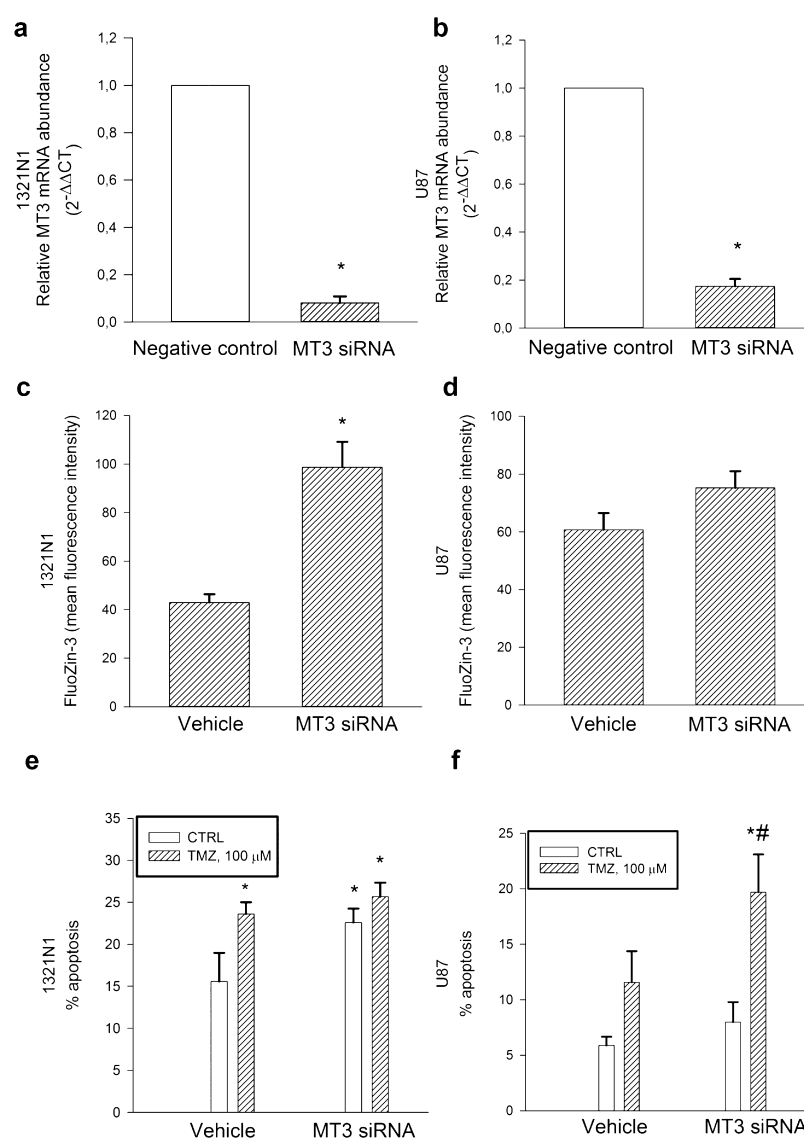 a
1321N1
Relative MT3 mRNA abundance
(2-ΔΔCT)
1,2
1,0
0,8
0,6
0,4
0,2
0,0
*
Negative control MT3 siRNA
b
U87
Relative MT3 mRNA abundance
(2-ΔΔCT)
1,2
1,0
0,8
0,6
0,4
0,2
0,0
*
Negative control MT3 siRNA
c
1321N1
FluoZin-3 (mean fluorescence intensity)
120
100
80
60
40
20
0
*
Vehicle MT3 siRNA
d
U87
FluoZin-3 (mean fluorescence intensity)
100
80
60
40
20
0
Vehicle MT3 siRNA
e
1321N1
% apoptosis
35
30
25
20
15
10
5
0
CTRL
TMZ, 100 μM
* * *
Vehicle MT3 siRNA
f
U87
% apoptosis
25
20
15
10
5
0
CTRL
TMZ, 100 μM
*#
Vehicle MT3 siRNA